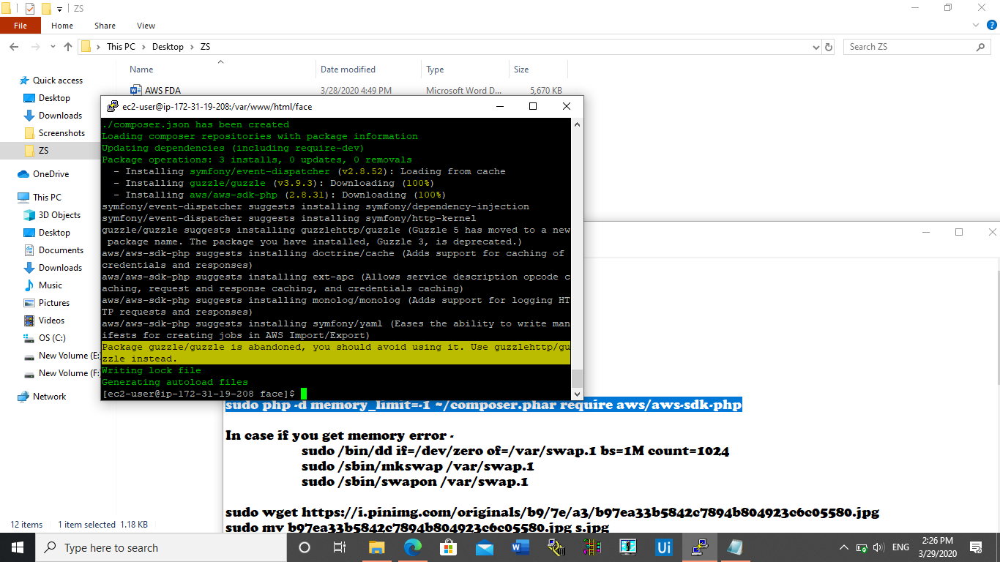 ZS
File
Home
Share
View
This PC
Desktop
ZS
Search ZS
Name
Date modified
Type
Size
Quick access
Desktop
Downloads
Screenshots
ZS
OneDrive
This PC
3D Objects
Desktop
Documents
Downloads
Music
Pictures
Videos
OS (C:)
New Volume (E:
New Volume (F:
Network
AWS FDA
3/28/2020 4:49 PM
Microsoft Word D...
5,670 KB
ec2-user@ip-172-31-19-208:/var/www/html/face
./composer.json has been created
Loading composer repositories with package information
Updating dependencies (including require-dev)
Package operations: 3 installs, 0 updates, 0 removals
- Installing symfony/event-dispatcher (v2.8.52): Loading from cache
- Installing guzzle/guzzle (v3.9.3): Downloading (100%)
- Installing aws/aws-sdk-php (2.8.31): Downloading (100%)
symfony/event-dispatcher suggests installing symfony/dependency-injection
symfony/event-dispatcher suggests installing symfony/http-kernel
guzzle/guzzle suggests installing guzzlehttp/guzzle (Guzzle 5 has moved to a new
package name. The package you have installed, Guzzle 3, is deprecated.)
aws/aws-sdk-php suggests installing doctrine/cache (Adds support for caching of
credentials and responses)
aws/aws-sdk-php suggests installing ext-apc (Allows service description opcode c
aching, request and response caching, and credentials caching)
aws/aws-sdk-php suggests installing monolog/monolog (Adds support for logging HT
TP requests and responses)
aws/aws-sdk-php suggests installing symfony/yaml (Eases the ability to write man
ifests for creating jobs in AWS Import/Export)
Package guzzle/guzzle is abandoned, you should avoid using it. Use guzzlehttp/gu
zzle instead.
Writing lock file
Generating autoload files
[ec2-user@ip-172-31-19-208 face]$
sudo php -d memory_limit=-1 ~/composer.phar require aws/aws-sdk-php
In case if you get memory error -
sudo /bin/dd if=/dev/zero of=/var/swap.1 bs=1M count=1024
sudo /sbin/mkswap /var/swap.1
sudo /sbin/swapon /var/swap.1
sudo wget https://i.pinimg.com/originals/b9/7e/a3/b97ea33b5842c7894b804923c6c05580.jpg
sudo mv b97ea33b5842c7894b804923c6c05580.jpg s.jpg
12 items
1 item selected 1.18 KB
Type here to search
W
Ui
ENG
2:26 PM
3/29/2020